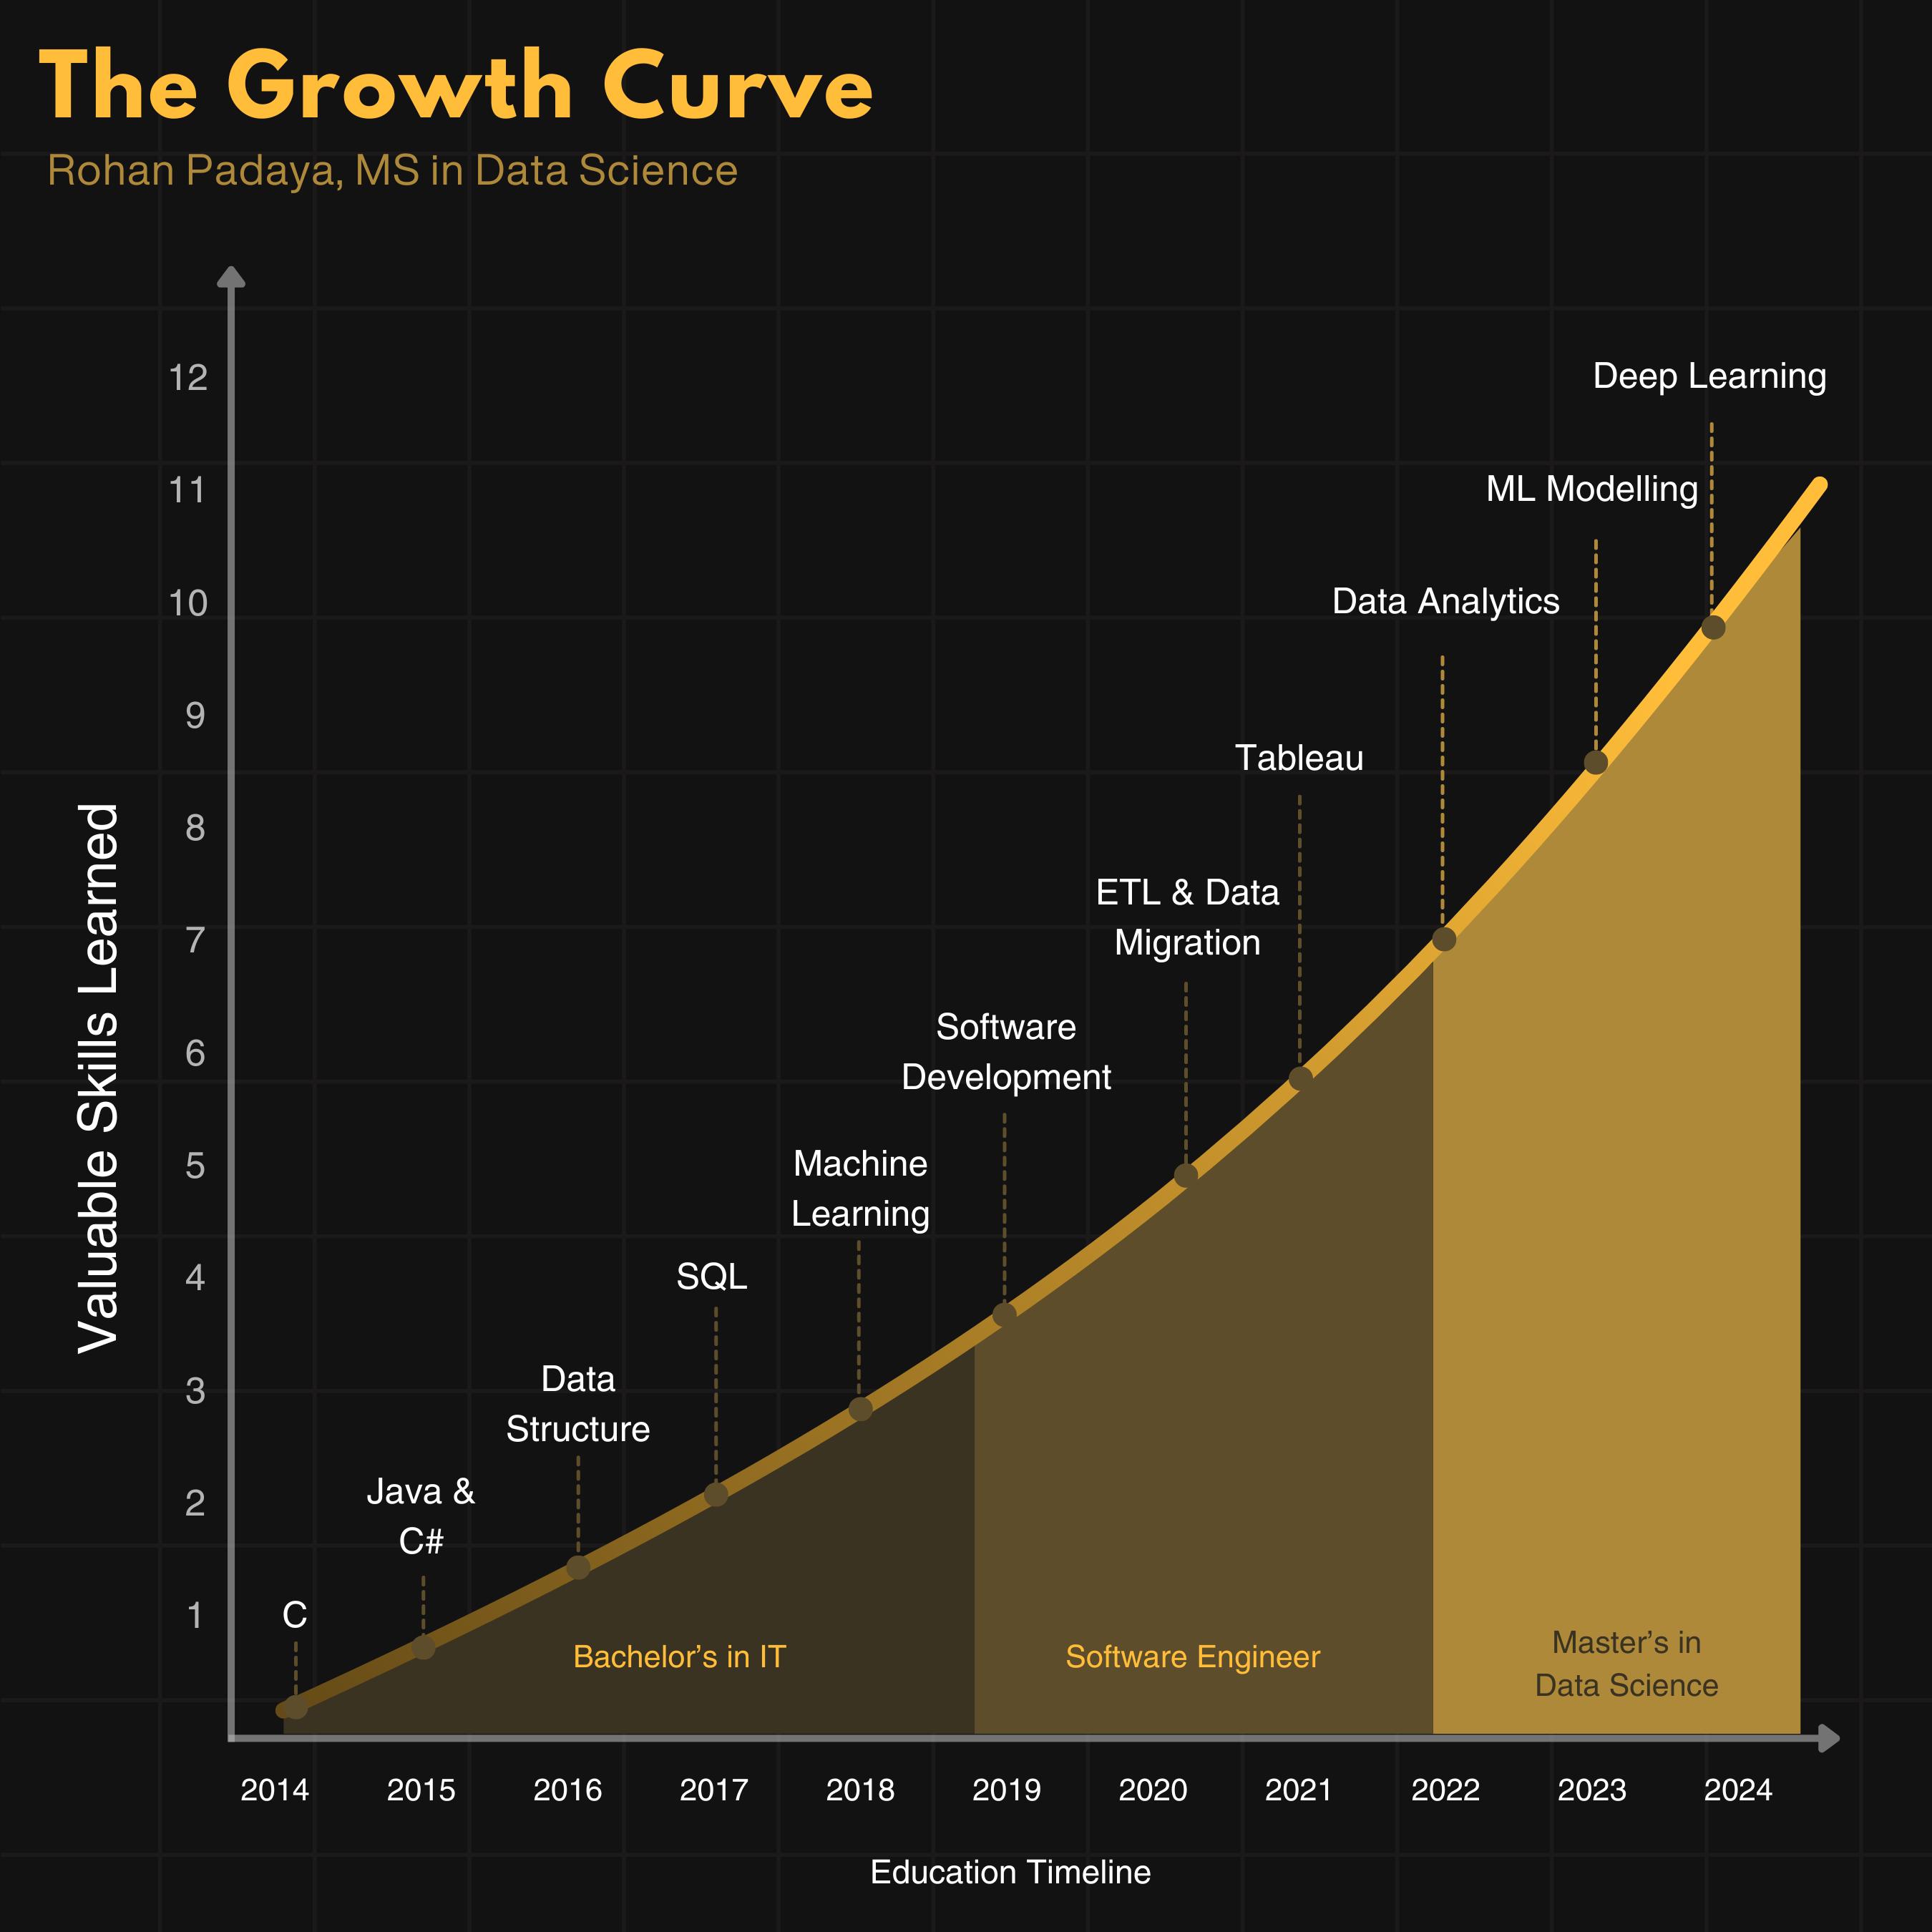 The Growth Curve
Rohan Padaya, MS in Data Science
Valuable Skills Learned
12
11
10
9
8
7
6
5
4
3
2
1
Deep Learning
ML Modelling
Data Analytics
Tableau
ETL & Data
Migration
Software
Development
Machine
Learning
SQL
Data
Structure
Java &
C#
C
Bachelor’s in IT
Software Engineer
Master’s in
Data Science
2014 2015 2016 2017 2018 2019 2020 2021 2022 2023 2024
Education Timeline